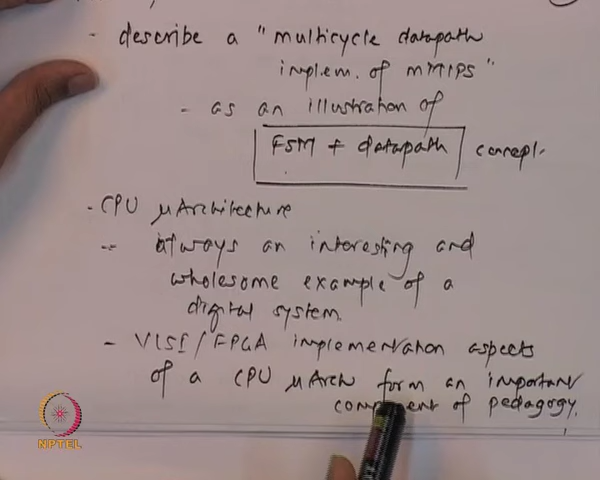 - describe a "multicycle datapath
implem. of mMIPS"
- as an illustration of
FSM + datapath concept.
- CPU μArchitecture
- always an interesting and
wholesome example of a
digital system.
- VLSI/FPGA implementation aspects
of a CPU μArch form an important
component of pedagogy.
NPTEL